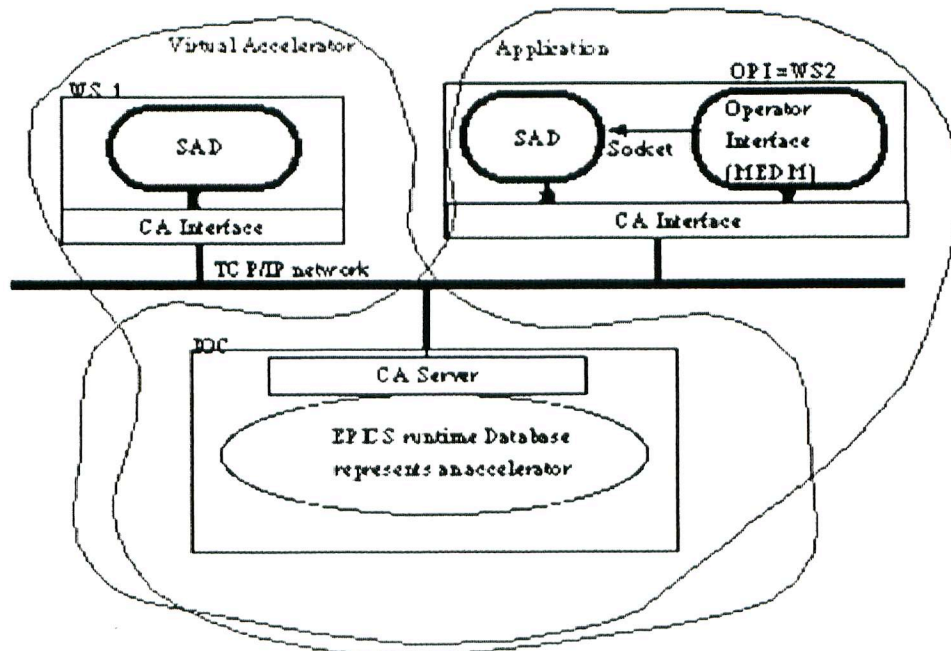 Virtual Accelerator
Application
WS 1
OPI=WS2
SAD
SAD
Socket
Operator
Interface
(MEDM)
CA Interface
CA Interface
TCP/IP network
IOC
CA Server
EPICS runtime Database
represents an accelerator